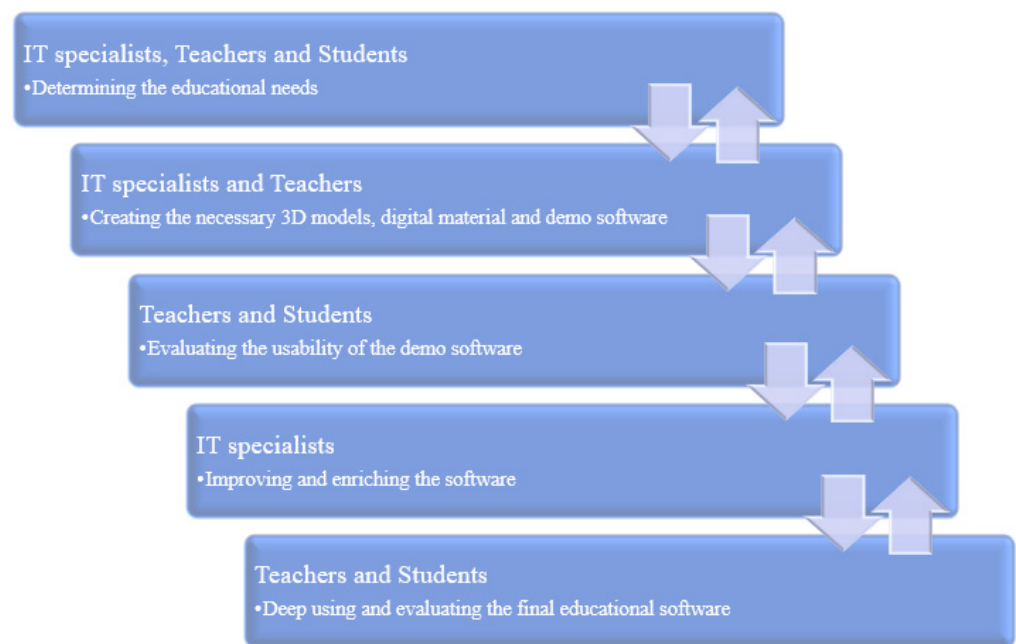 IT specialists, Teachers and Students
•Determining the educational needs
IT specialists and Teachers
•Creating the necessary 3D models, digital material and demo software
Teachers and Students
•Evaluating the usability of the demo software
IT specialists
•Improving and enriching the software
Teachers and Students
•Deep using and evaluating the final educational software